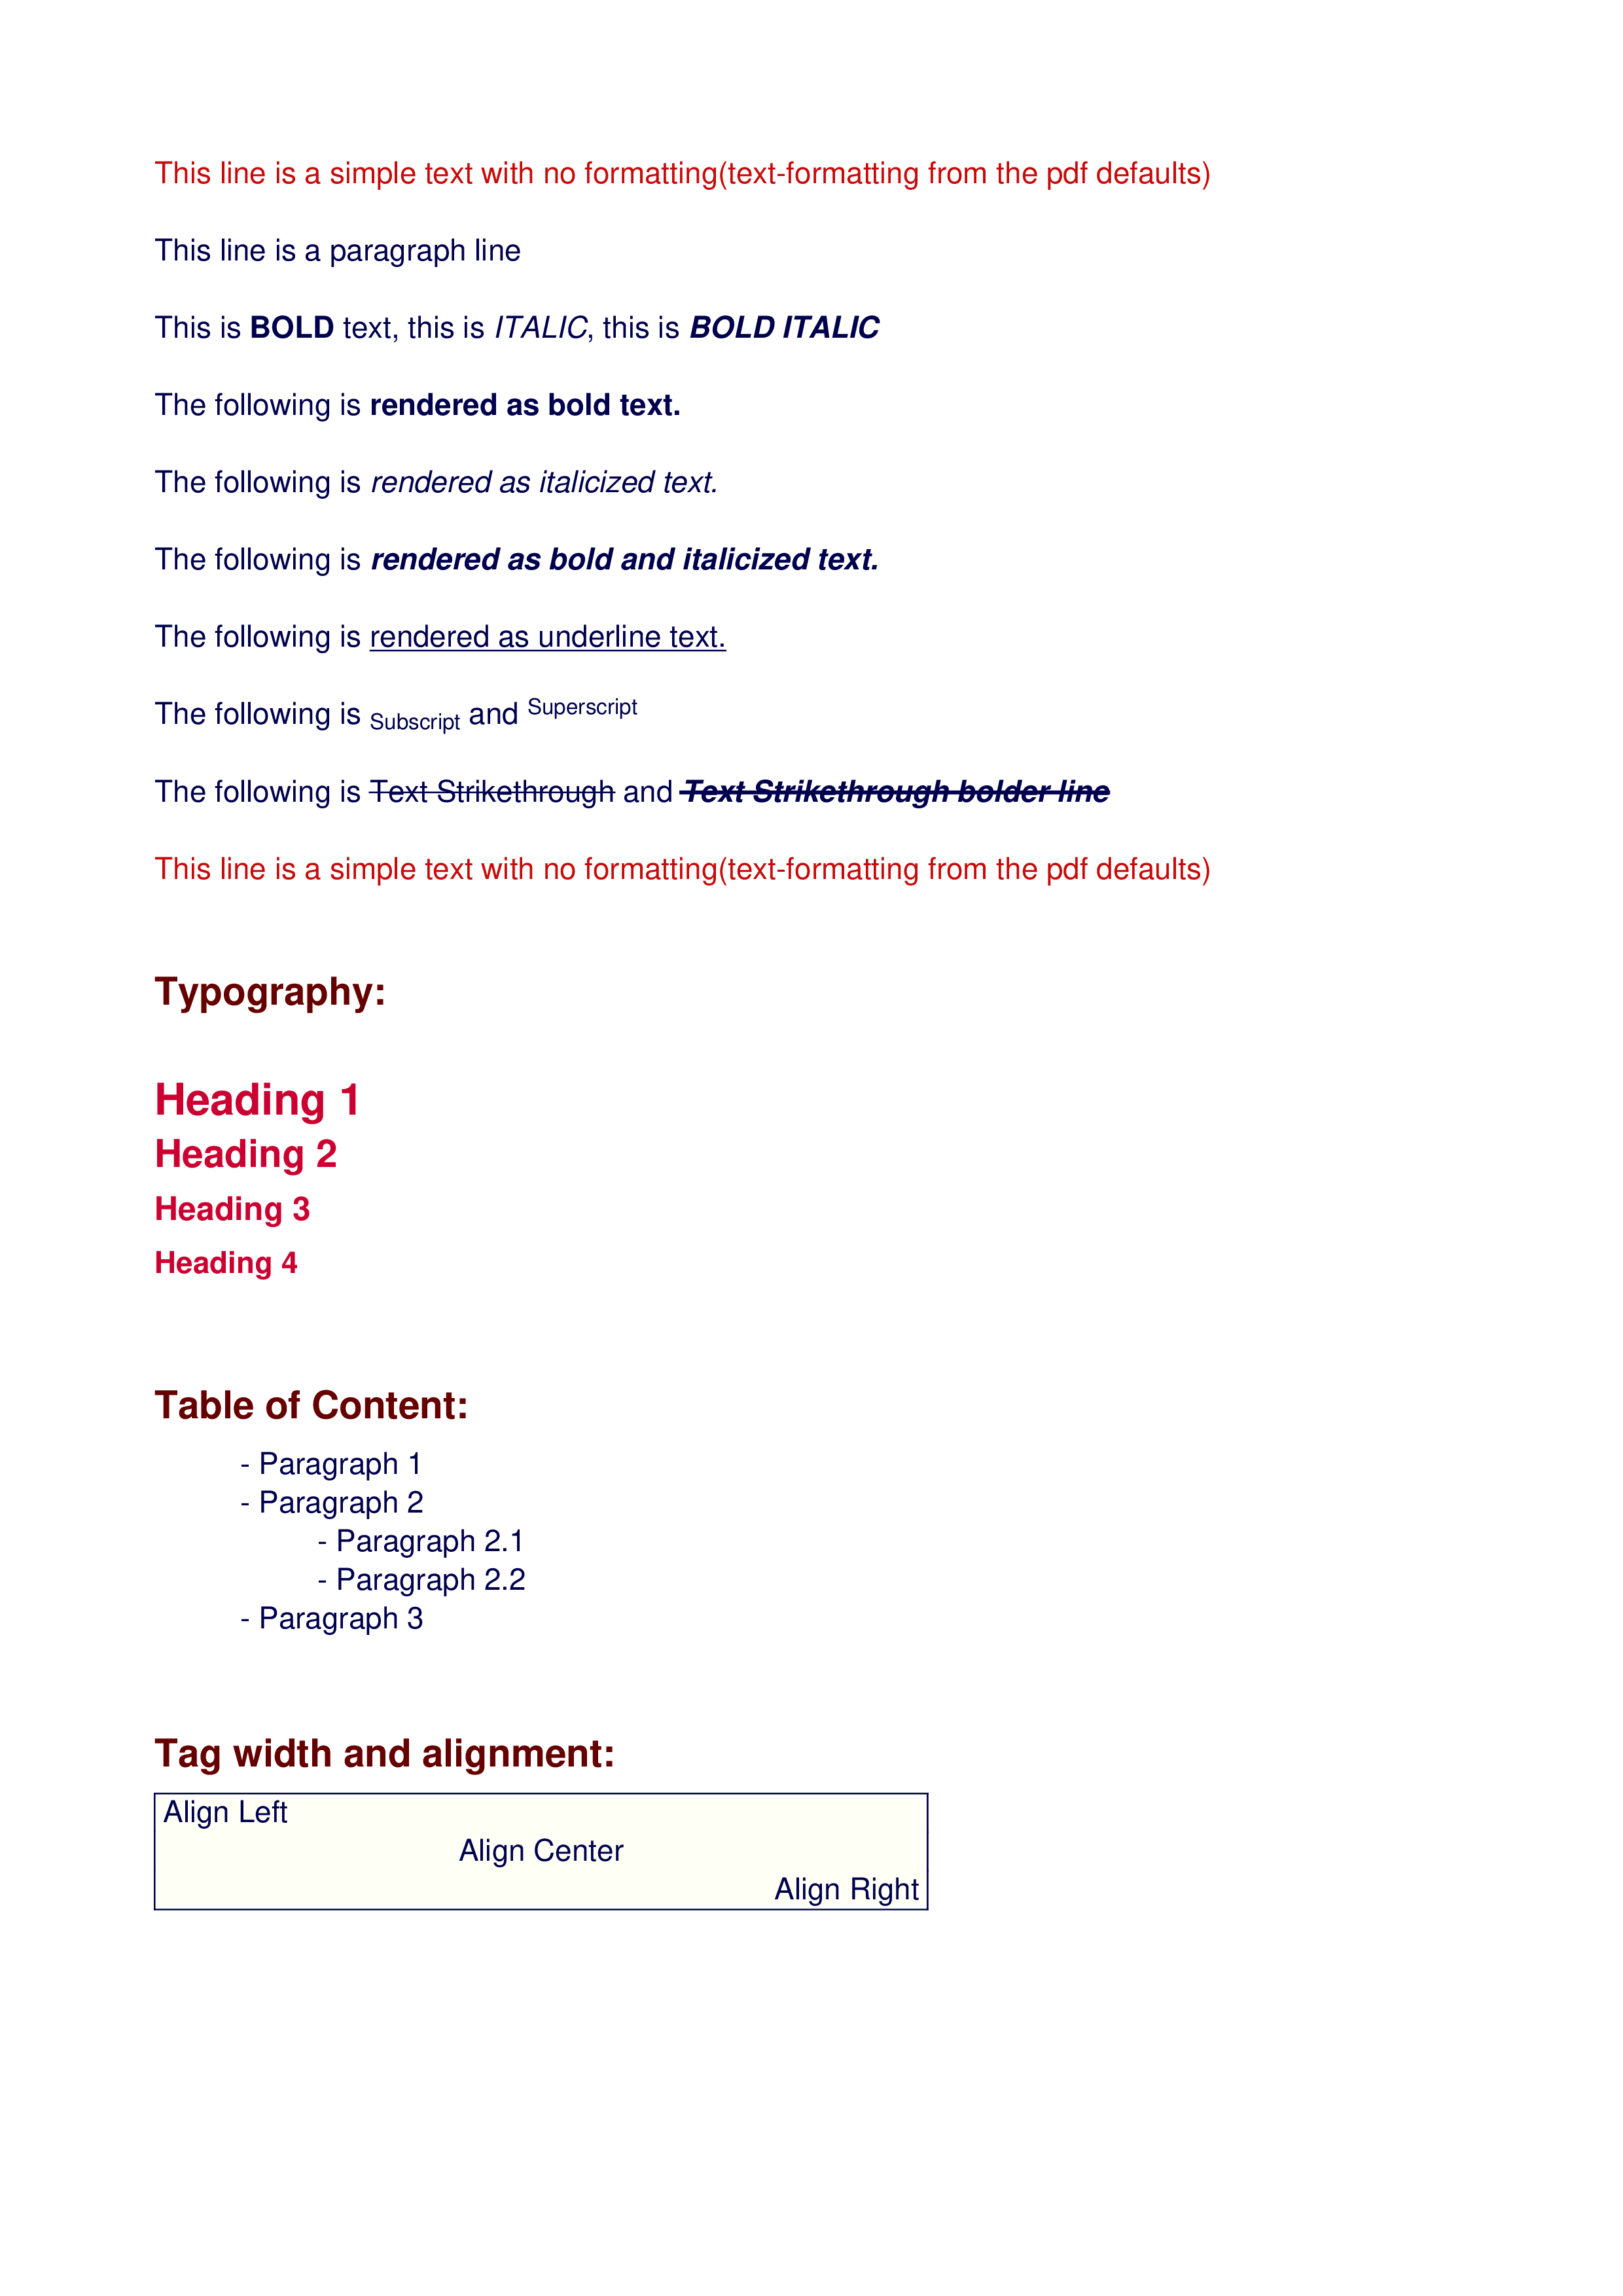 This line is a simple text with no formatting(text-formatting from the pdf defaults)
This line is a paragraph line
This is BOLD text, this is ITALIC, this is BOLD ITALIC
The following is rendered as bold text.
The following is rendered as italicized text.
The following is rendered as bold and italicized text.
The following is rendered as underline text.
The following is Subscript and Superscript
The following is Text Strikethrough and Text Strikethrough bolder line
This line is a simple text with no formatting(text-formatting from the pdf defaults)
Typography:
Heading 1
Heading 2
Heading 3
Heading 4
Table of Content:
- Paragraph 1
- Paragraph 2
- Paragraph 2.1
- Paragraph 2.2
- Paragraph 3
Tag width and alignment:
Align Left
Align Center
Align Right